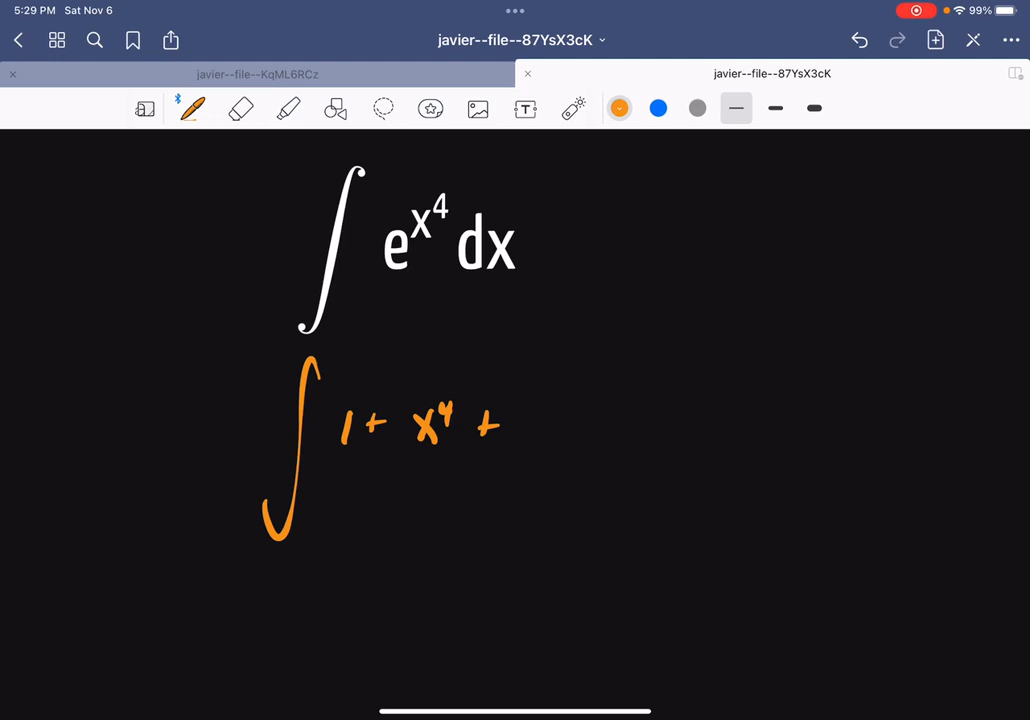 5:29 PM Sat Nov 6 99%
javier--file--87YsX3cK
javier--file--KqML6RCz javier--file--87YsX3cK
∫ e^{x^4} dx
∫ 1 + x^4 +